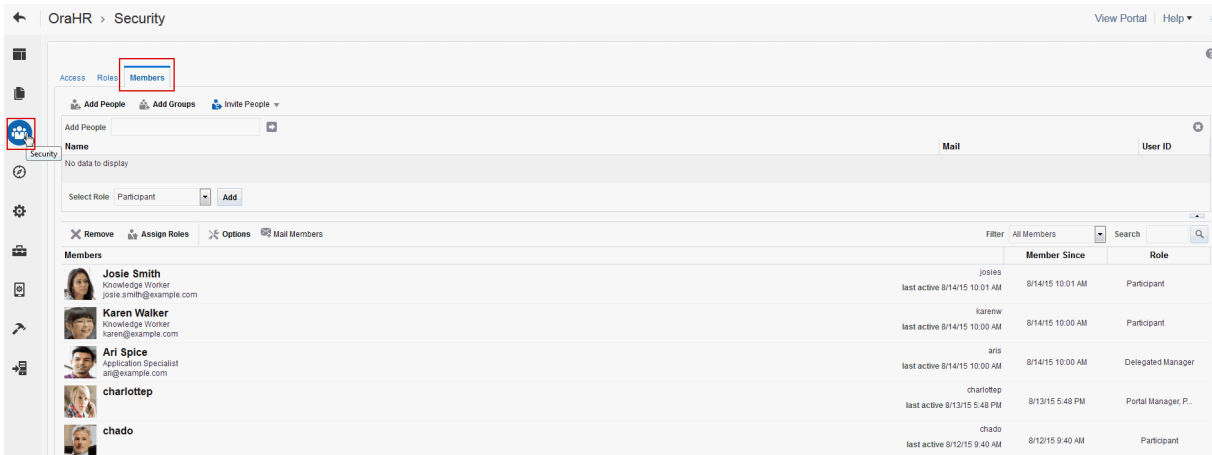 OraHR > Security
View Portal Help
Access Roles Members
Add People Add Groups Invite People
Add People
Security
Name Mail User ID
No data to display
Select Role Participant Add
Remove Assign Roles Options Mail Members Filter All Members Search
Members Member Since Role
Josie Smith
Knowledge Worker
josie.smith@example.com
josies
last active 8/14/15 10:01 AM
8/14/15 10:01 AM
Participant
Karen Walker
Knowledge Worker
karen@example.com
karenw
last active 8/14/15 10:00 AM
8/14/15 10:00 AM
Participant
Ari Spice
Application Specialist
ari@example.com
aris
last active 8/14/15 10:00 AM
8/14/15 10:00 AM
Delegated Manager
charlottep
charlottep
last active 8/13/15 5:48 PM
8/13/15 5:48 PM
Portal Manager, P...
chado
chado
last active 8/12/15 9:40 AM
8/12/15 9:40 AM
Participant